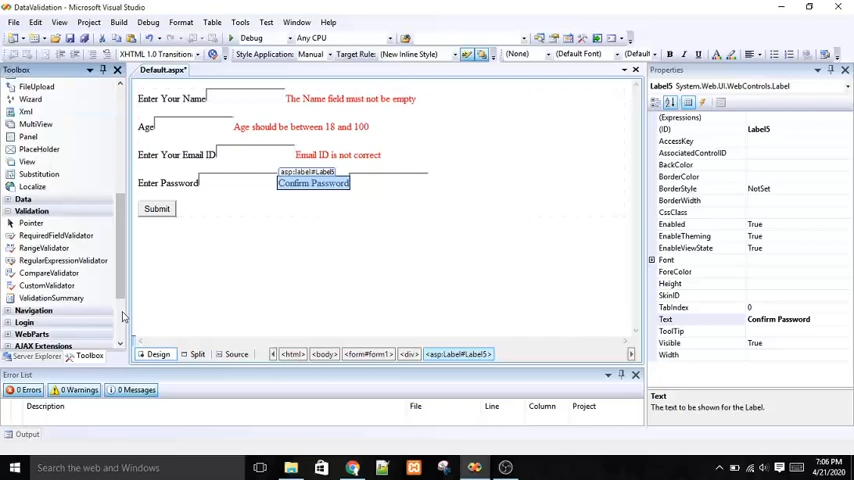 DataValidation - Microsoft Visual Studio
File Edit View Project Build Debug Format Table Tools Test Window Help
Debug Any CPU
XHTML 1.0 Transition Style Application: Manual Target Rule: (New Inline Style) (None) (Default Font) (Default B I U
Toolbox
FileUpload
Wizard
Xml
MultiView
Panel
PlaceHolder
View
Substitution
Localize
Data
Validation
Pointer
RequiredFieldValidator
RangeValidator
RegularExpressionValidator
CompareValidator
CustomValidator
ValidationSummary
Navigation
Login
WebParts
AJAX Extensions
Server Explorer Toolbox
Default.aspx*
Enter Your Name The Name field must not be empty
Age Age should be between 18 and 100
Enter Your Email ID Email ID is not correct
asp:label#Label5
Enter Password Confirm Password
Submit
Design Split Source <html> <body> <form#form1> <div> <asp:Label#Label5>
Properties
Label5 System.Web.UI.WebControls.Label
(Expressions)
(ID) Label5
AccessKey
AssociatedControlID
BackColor
BorderColor
BorderStyle NotSet
BorderWidth
CssClass
Enabled True
EnableTheming True
EnableViewState True
Font
ForeColor
Height
SkinID
TabIndex 0
Text Confirm Password
ToolTip
Visible True
Width
Text
The text to be shown for the Label.
Error List
0 Errors 0 Warnings 0 Messages
Description File Line Column Project
Output
Search the web and Windows
7:06 PM
4/21/2020